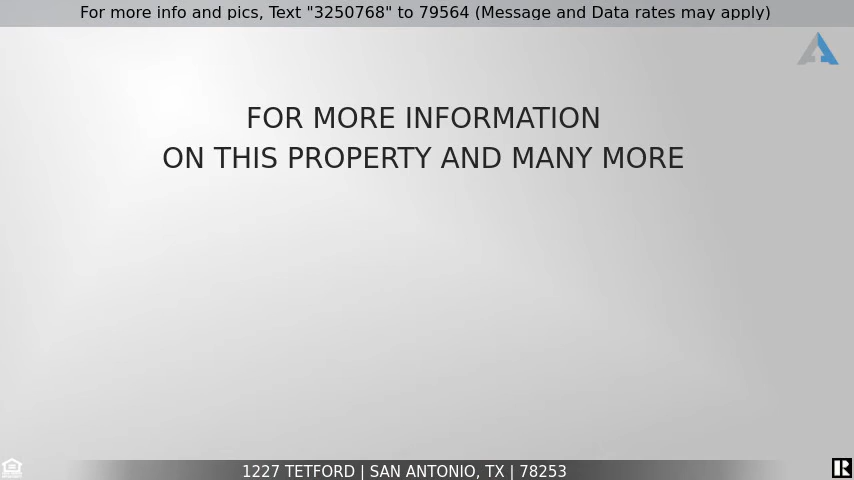 For more info and pics, Text "3250768" to 79564 (Message and Data rates may apply)
FOR MORE INFORMATION
ON THIS PROPERTY AND MANY MORE
1227 TETFORD | SAN ANTONIO, TX | 78253